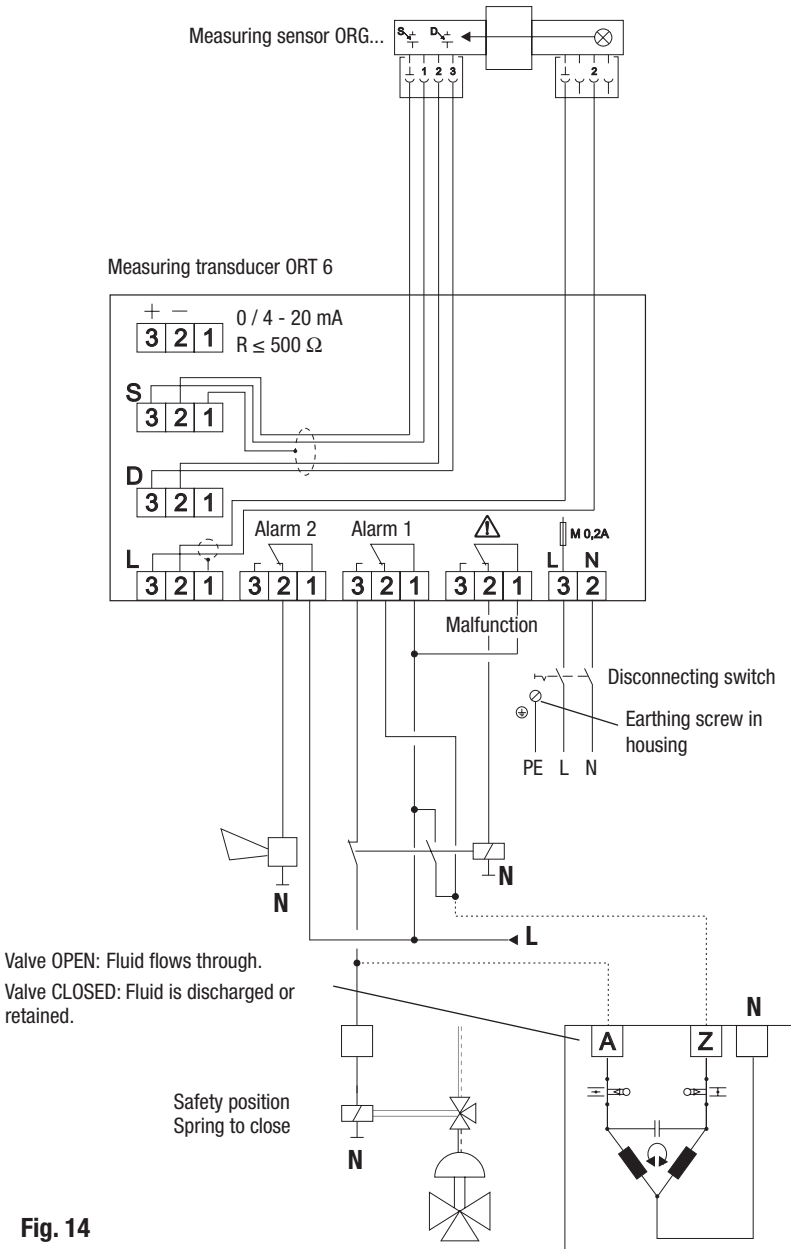 Measuring sensor ORG...
S D
1 2 3
2
Measuring transducer ORT 6
+ −
3 2 1
0 / 4 - 20 mA
R ≤ 500 Ω
S
3 2 1
D
3 2 1
Alarm 2
Alarm 1
M 0,2A
L
L N
3 2 1
3 2 1
3 2 1
3 2 1
3 2
Malfunction
Disconnecting switch
Earthing screw in
housing
PE L N
N
N
L
Valve OPEN: Fluid flows through.
Valve CLOSED: Fluid is discharged or
retained.
N
A
Z
Safety position
Spring to close
N
Fig. 14